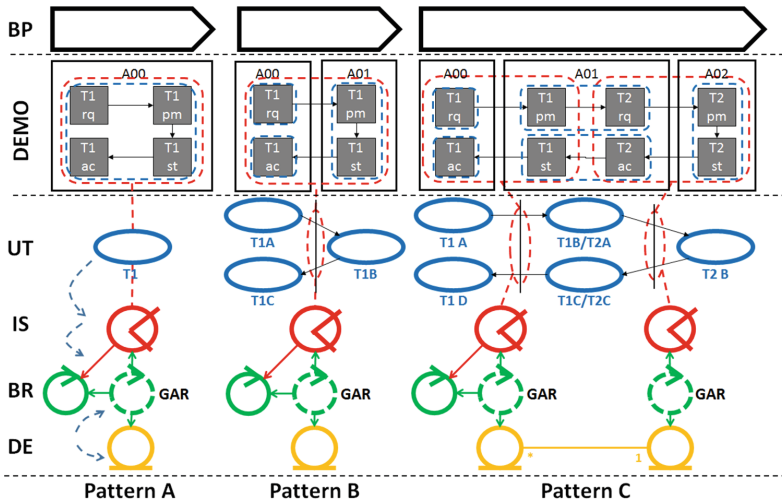 BP
DEMO
A00
A00 A01
A00 A01 A02
T1 rq
T1 pm
T1 ac
T1 st
T1 rq
T1 pm
T1 ac
T1 st
T1 rq
T1 pm
T2 rq
T2 pm
T1 ac
T1 st
T2 ac
T2 st
UT
T1
T1A
T1B
T1C
T1 A
T1B/T2A
T2 B
T1 D
T1C/T2C
IS
BR
GAR
GAR
GAR
GAR
DE
* 1
Pattern A Pattern B Pattern C